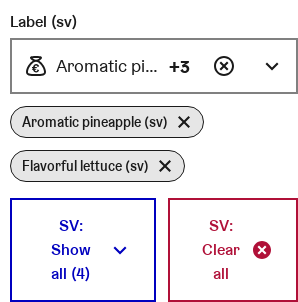 Label (sv)
Aromatic pi... +3
Aromatic pineapple (sv)
Flavorful lettuce (sv)
SV:
Show
all (4)
SV:
Clear
all